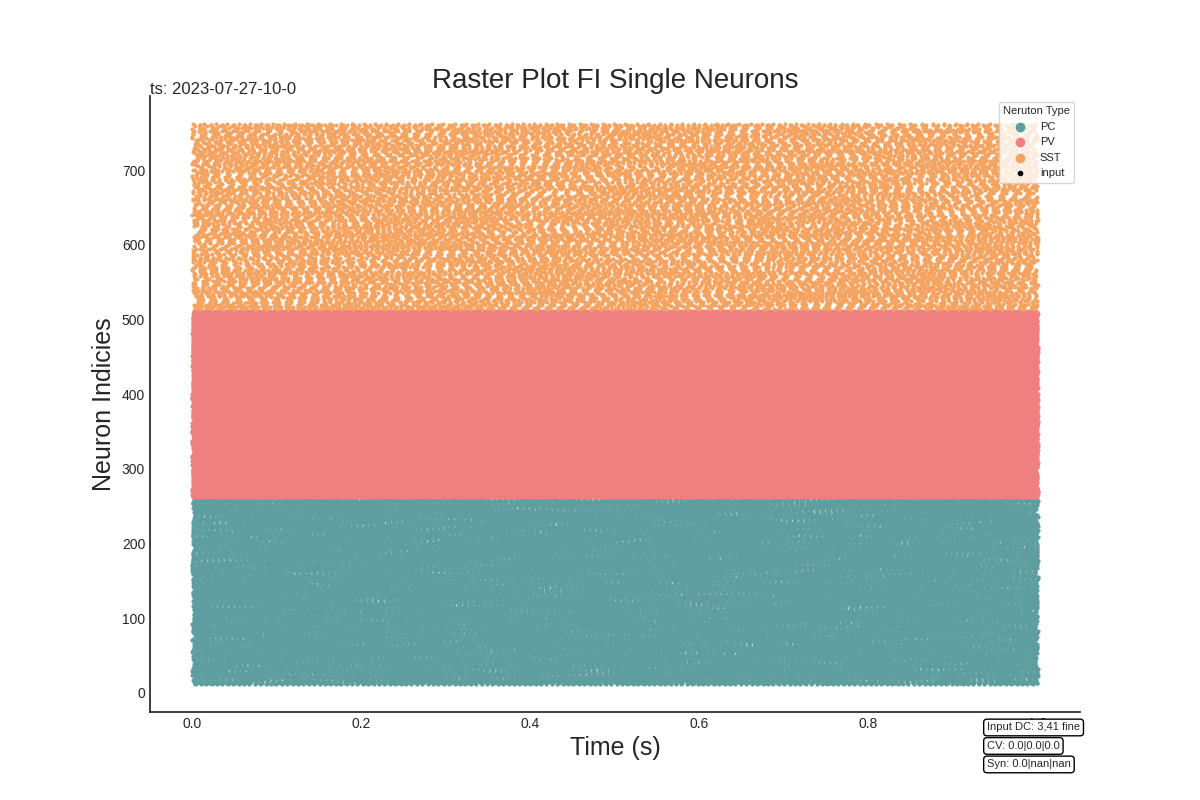 Raster Plot FI Single Neurons
ts: 2023-07-27-10-0
Neruton Type
PC
PV
SST
input
Neuron Indicies
700
600
500
400
300
200
100
0
0.0 0.2 0.4 0.6 0.8
Time (s)
Input DC: 3,41 fine
CV: 0.0|0.0|0.0
Syn: 0.0|nan|nan